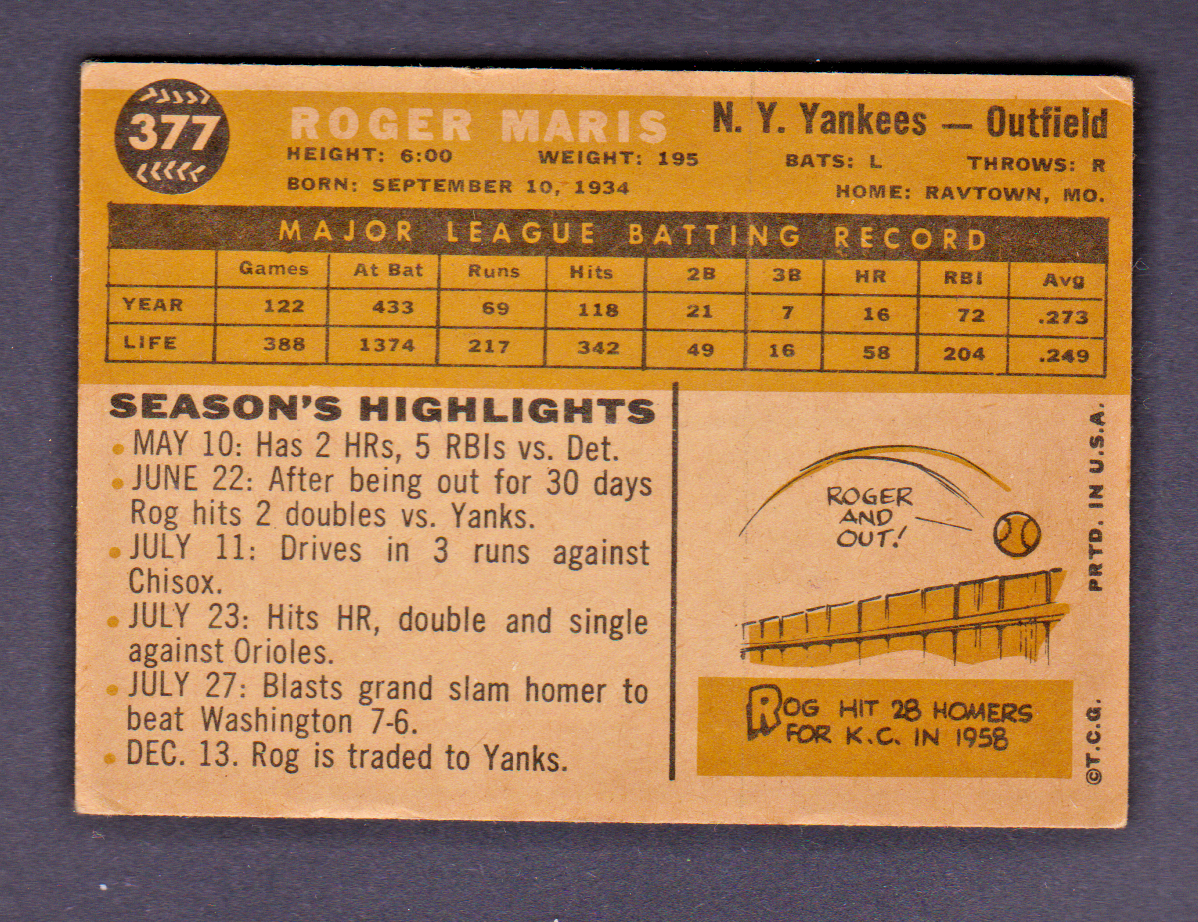 377
ROGER MARIS
N. Y. Yankees — Outfield
HEIGHT: 6:00 WEIGHT: 195 BATS: L THROWS: R
BORN: SEPTEMBER 10, 1934 HOME: RAVTOWN, MO.
MAJOR LEAGUE BATTING RECORD
Games At Bat Runs Hits 2B 3B HR RBI Avg
YEAR 122 433 69 118 21 7 16 72 .273
LIFE 388 1374 217 342 49 16 58 204 .249
SEASON'S HIGHLIGHTS
• MAY 10: Has 2 HRs, 5 RBIs vs. Det.
• JUNE 22: After being out for 30 days
Rog hits 2 doubles vs. Yanks.
• JULY 11: Drives in 3 runs against
Chisox.
• JULY 23: Hits HR, double and single
against Orioles.
• JULY 27: Blasts grand slam homer to
beat Washington 7-6.
• DEC. 13. Rog is traded to Yanks.
ROGER
AND
OUT!
ROG HIT 28 HOMERS
FOR K.C. IN 1958
©T.C.G. PRTD. IN U.S.A.